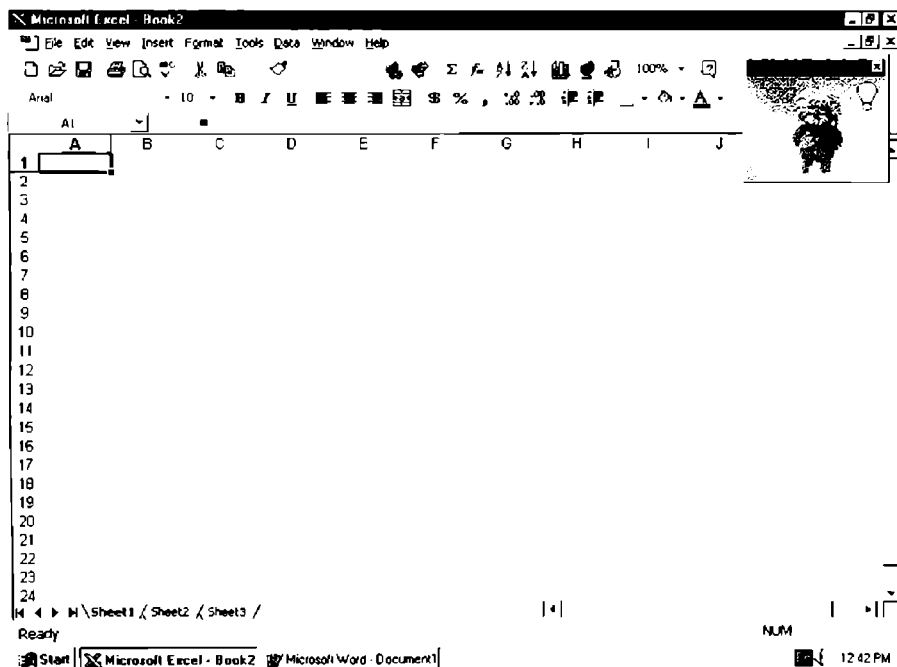 Microsoft Excel - Book2
File Edit View Insert Format Tools Data Window Help
Σ 100% ?
Arial 10 B I U $ % , A
A1 =
A B C D E F G H I J
1
2
3
4
5
6
7
8
9
10
11
12
13
14
15
16
17
18
19
20
21
22
23
24
Sheet1 / Sheet2 / Sheet3 /
Ready NUM
Start Microsoft Excel - Book2 Microsoft Word - Document1 12:42 PM